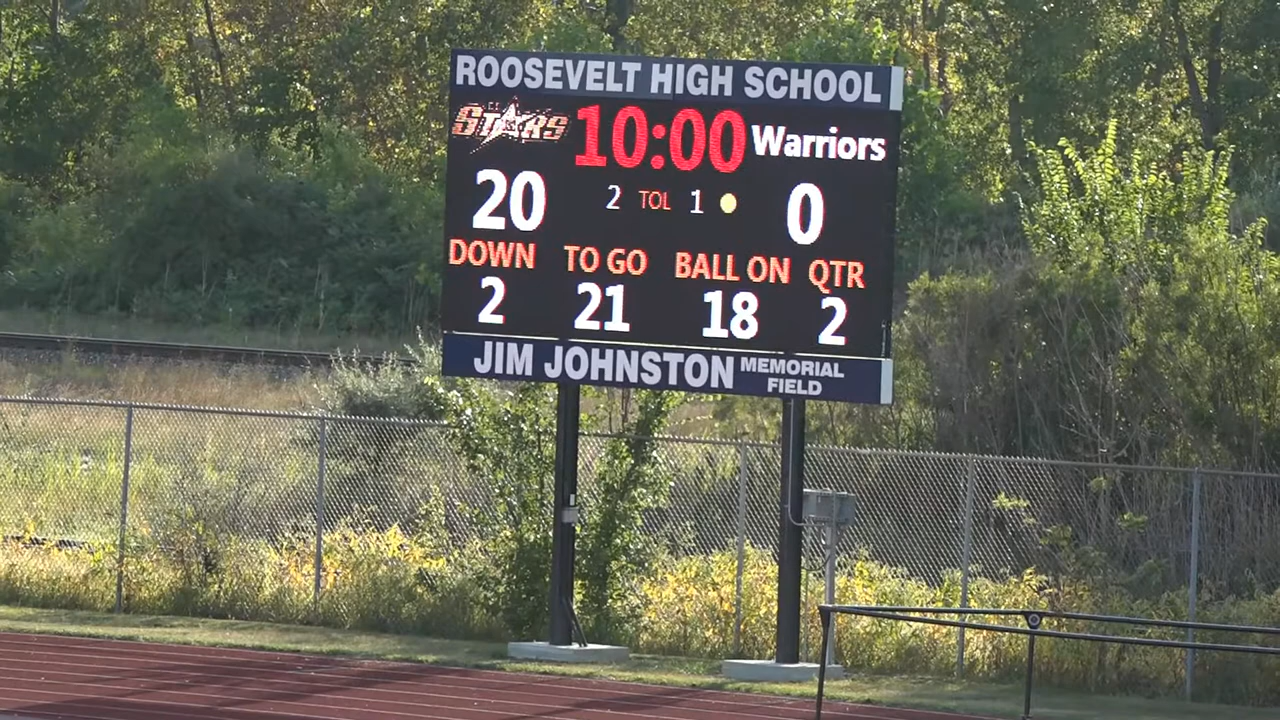 ROOSEVELT HIGH SCHOOL
STARS 10:00 Warriors
20 2 TOL 1 0
DOWN TO GO BALL ON QTR
2 21 18 2
JIM JOHNSTON MEMORIAL FIELD